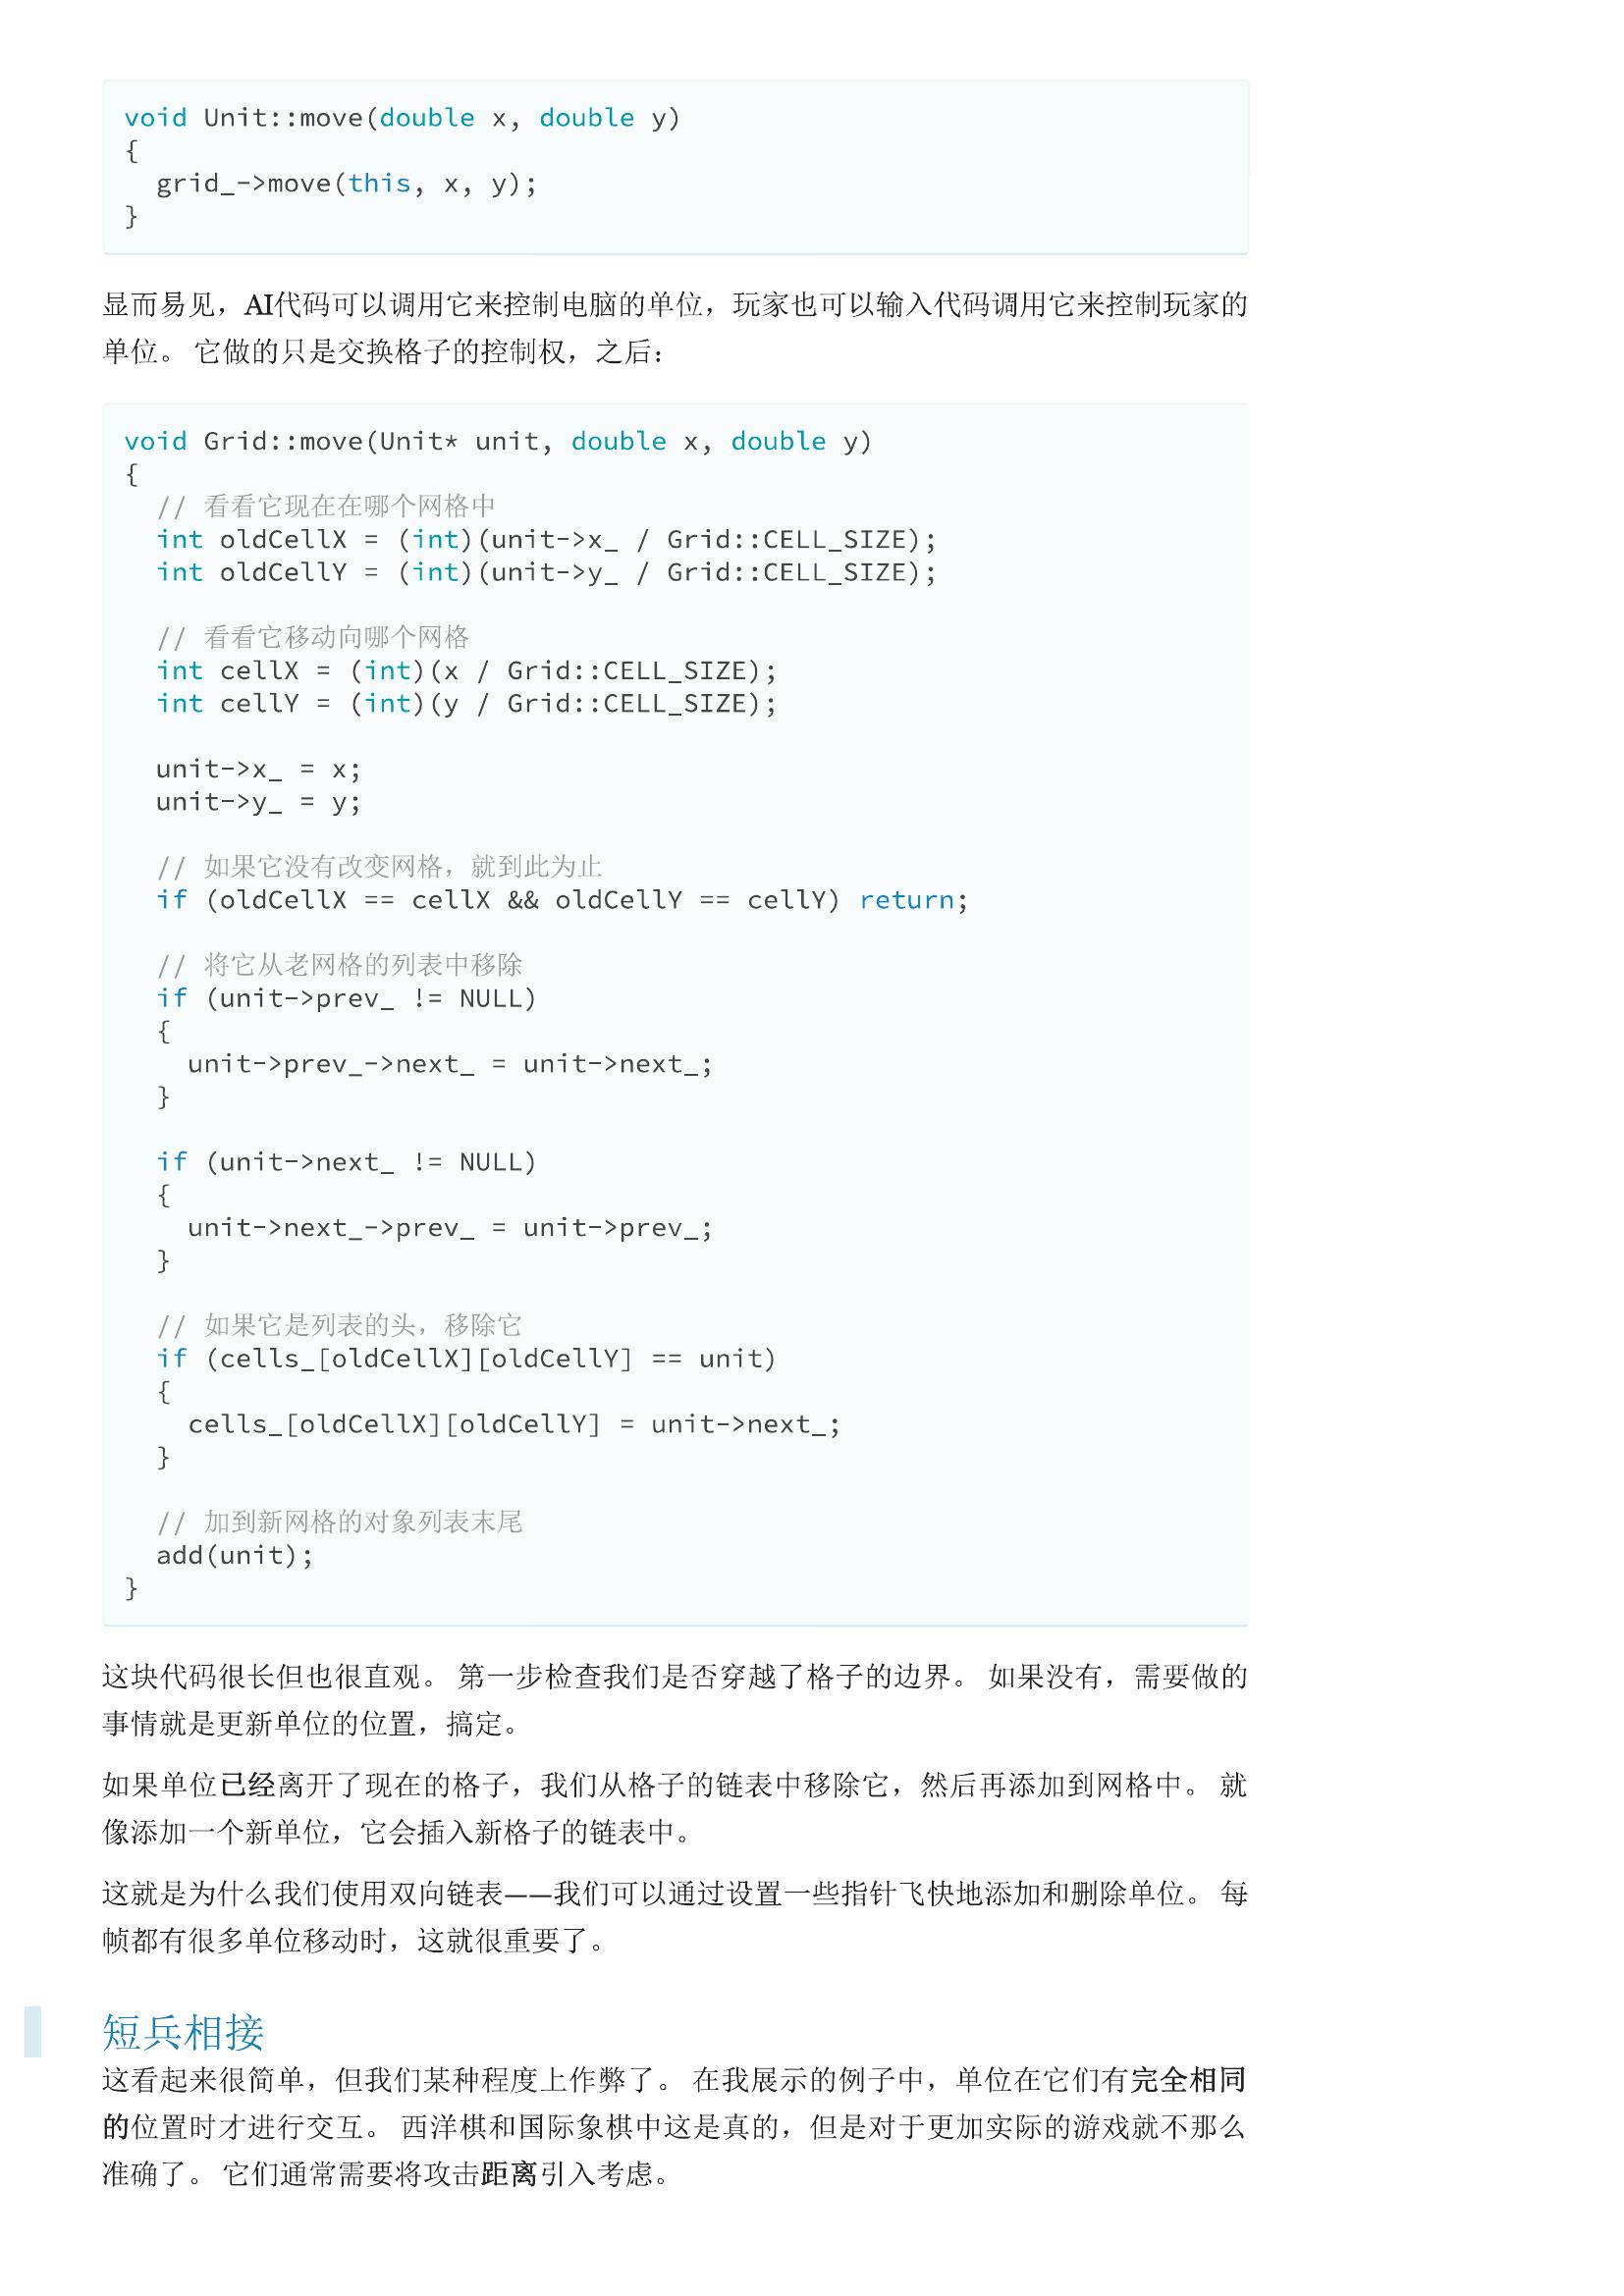 void Unit::move(double x, double y)
{
  grid_->move(this, x, y);
}
显而易见，AI代码可以调用它来控制电脑的单位，玩家也可以输入代码调用它来控制玩家的
单位。 它做的只是交换格子的控制权，之后：
void Grid::move(Unit* unit, double x, double y)
{
  // 看看它现在在哪个网格中
  int oldCellX = (int)(unit->x_ / Grid::CELL_SIZE);
  int oldCellY = (int)(unit->y_ / Grid::CELL_SIZE);

  // 看看它移动向哪个网格
  int cellX = (int)(x / Grid::CELL_SIZE);
  int cellY = (int)(y / Grid::CELL_SIZE);

  unit->x_ = x;
  unit->y_ = y;

  // 如果它没有改变网格，就到此为止
  if (oldCellX == cellX && oldCellY == cellY) return;

  // 将它从老网格的列表中移除
  if (unit->prev_ != NULL)
  {
    unit->prev_->next_ = unit->next_;
  }

  if (unit->next_ != NULL)
  {
    unit->next_->prev_ = unit->prev_;
  }

  // 如果它是列表的头，移除它
  if (cells_[oldCellX][oldCellY] == unit)
  {
    cells_[oldCellX][oldCellY] = unit->next_;
  }

  // 加到新网格的对象列表末尾
  add(unit);
}
这块代码很长但也很直观。 第一步检查我们是否穿越了格子的边界。 如果没有，需要做的
事情就是更新单位的位置，搞定。
如果单位已经离开了现在的格子，我们从格子的链表中移除它，然后再添加到网格中。 就
像添加一个新单位，它会插入新格子的链表中。
这就是为什么我们使用双向链表——我们可以通过设置一些指针飞快地添加和删除单位。 每
帧都有很多单位移动时，这就很重要了。
短兵相接
这看起来很简单，但我们某种程度上作弊了。 在我展示的例子中，单位在它们有完全相同
的位置时才进行交互。 西洋棋和国际象棋中这是真的，但是对于更加实际的游戏就不那么
准确了。 它们通常需要将攻击距离引入考虑。